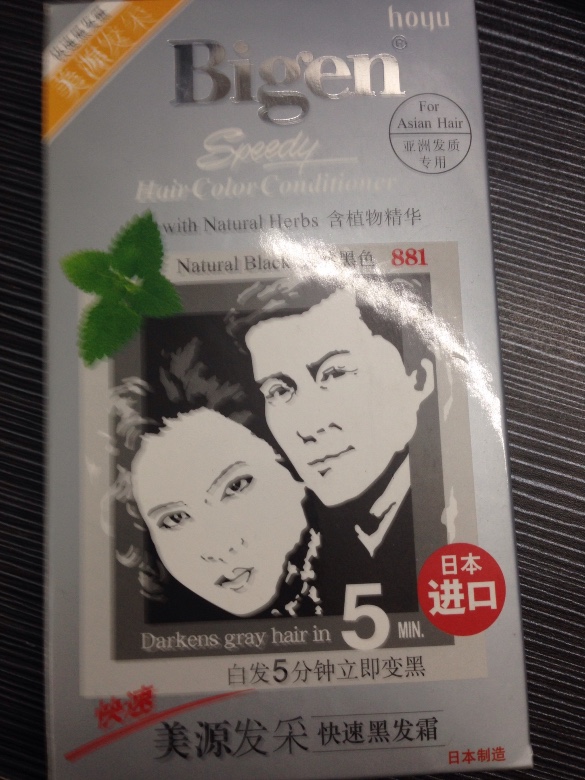 hoyu
美源发采
Bigen
For
Asian Hair
亚洲发质
专用
Speedy
Hair Color Conditioner
with Natural Herbs 含植物精华
Natural Black 黑色 881
日本
进口
Darkens gray hair in 5 MIN.
白发5分钟立即变黑
快速
美源发采 快速黑发霜
日本制造